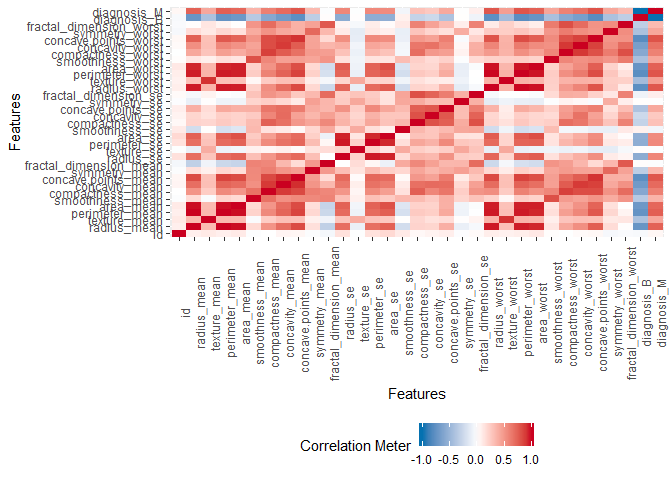 diagnosis_M
diagnosis_B
fractal_dimension_worst
symmetry_worst
concave.points_worst
concavity_worst
compactness_worst
smoothness_worst
area_worst
perimeter_worst
texture_worst
radius_worst
fractal_dimension_se
symmetry_se
concave.points_se
concavity_se
compactness_se
smoothness_se
area_se
perimeter_se
texture_se
radius_se
fractal_dimension_mean
symmetry_mean
concave.points_mean
concavity_mean
compactness_mean
smoothness_mean
area_mean
perimeter_mean
texture_mean
radius_mean
id
Features
id
radius_mean
texture_mean
perimeter_mean
area_mean
smoothness_mean
compactness_mean
concavity_mean
concave.points_mean
symmetry_mean
fractal_dimension_mean
radius_se
texture_se
perimeter_se
area_se
smoothness_se
compactness_se
concavity_se
concave.points_se
symmetry_se
fractal_dimension_se
radius_worst
texture_worst
perimeter_worst
area_worst
smoothness_worst
compactness_worst
concavity_worst
concave.points_worst
symmetry_worst
fractal_dimension_worst
diagnosis_B
diagnosis_M
Features
Correlation Meter
-1.0 -0.5 0.0 0.5 1.0